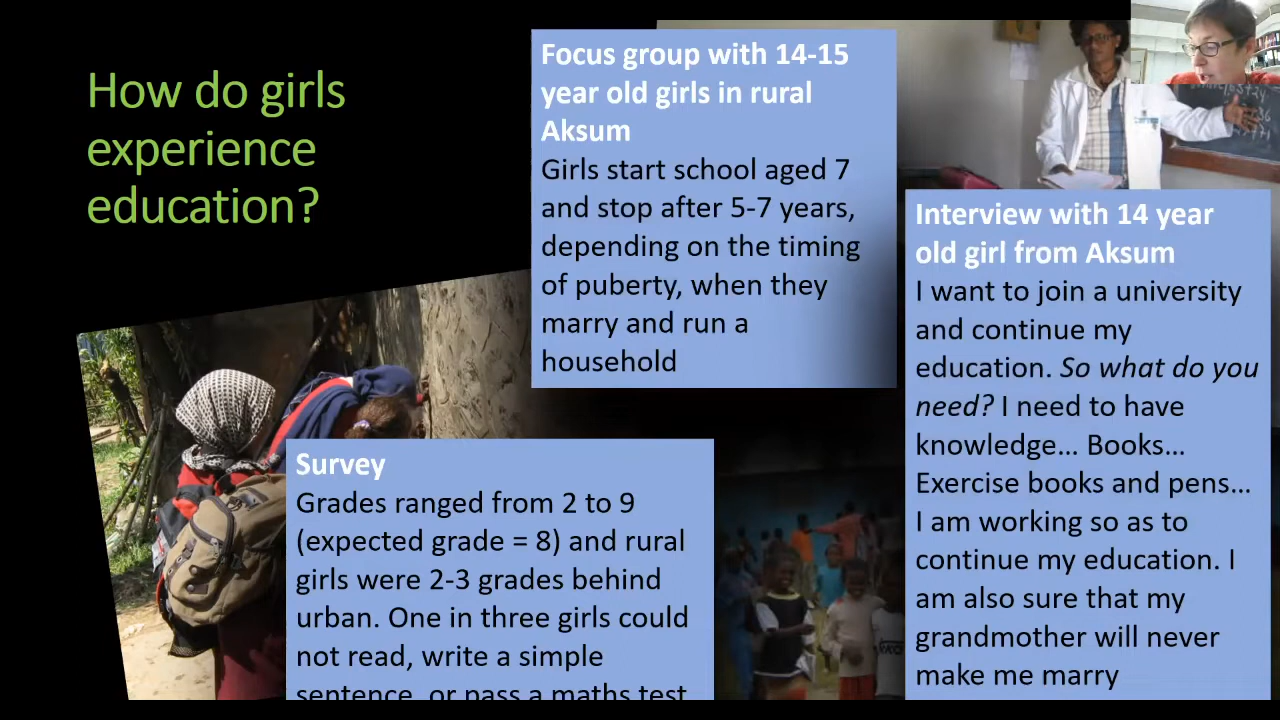 How do girls
experience
education?
Focus group with 14-15
year old girls in rural
Aksum
Girls start school aged 7
and stop after 5-7 years,
depending on the timing
of puberty, when they
marry and run a
household
Interview with 14 year
old girl from Aksum
I want to join a university
and continue my
education. So what do you
need? I need to have
knowledge… Books…
Exercise books and pens…
I am working so as to
continue my education. I
am also sure that my
grandmother will never
make me marry
Survey
Grades ranged from 2 to 9
(expected grade = 8) and rural
girls were 2-3 grades behind
urban. One in three girls could
not read, write a simple
sentence, or pass a maths test